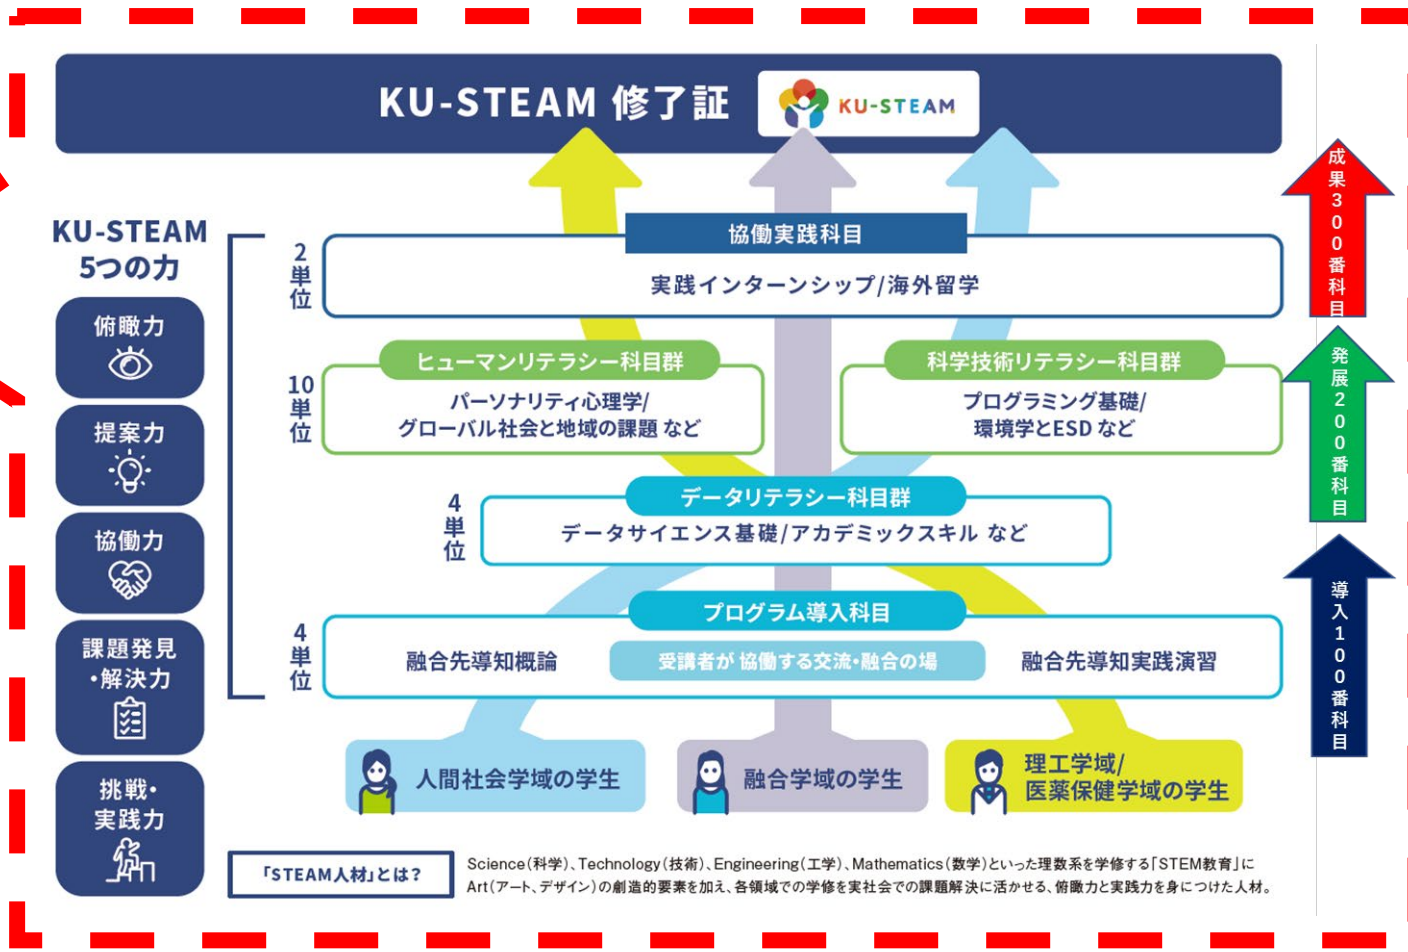 KU-STEAM 修了証
KU-STEAM
KU-STEAM
5つの力
俯瞰力
提案力
協働力
課題発見
・解決力
挑戦・
実践力
2単位
協働実践科目
実践インターンシップ/海外留学
10単位
ヒューマンリテラシー科目群
パーソナリティ心理学/
グローバル社会と地域の課題 など
科学技術リテラシー科目群
プログラミング基礎/
環境学とESD など
4単位
データリテラシー科目群
データサイエンス基礎/アカデミックスキル など
4単位
プログラム導入科目
融合先導知概論
受講者が 協働する交流・融合の場
融合先導知実践演習
人間社会学域の学生
融合学域の学生
理工学域/
医薬保健学域の学生
成果300番科目
発展200番科目
導入100番科目
「STEAM人材」とは?
Science(科学)、Technology(技術)、Engineering(工学)、Mathematics(数学)といった理数系を学修する「STEM教育」に
Art(アート、デザイン)の創造的要素を加え、各領域での学修を実社会での課題解決に活かせる、俯瞰力と実践力を身につけた人材。